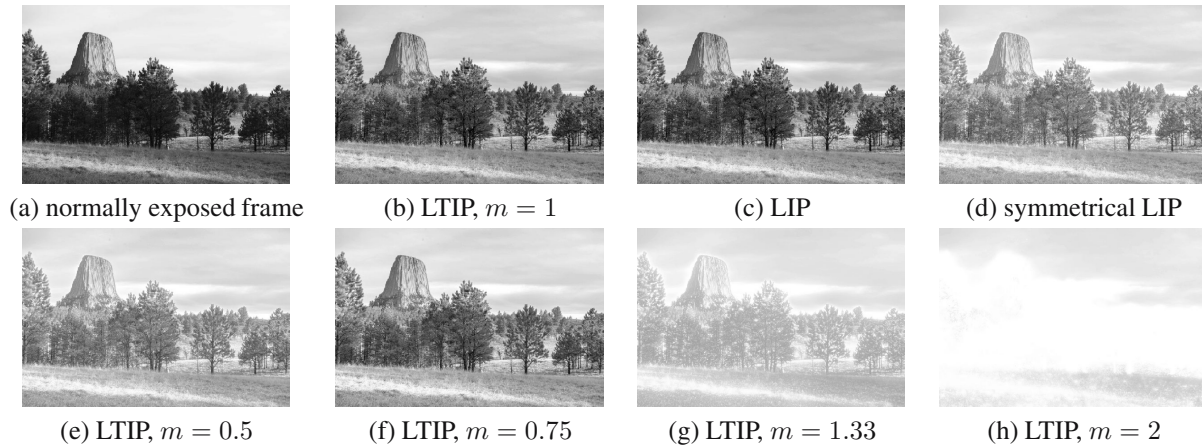 (a) normally exposed frame
(b) LTIP, m = 1
(c) LIP
(d) symmetrical LIP
(e) LTIP, m = 0.5
(f) LTIP, m = 0.75
(g) LTIP, m = 1.33
(h) LTIP, m = 2